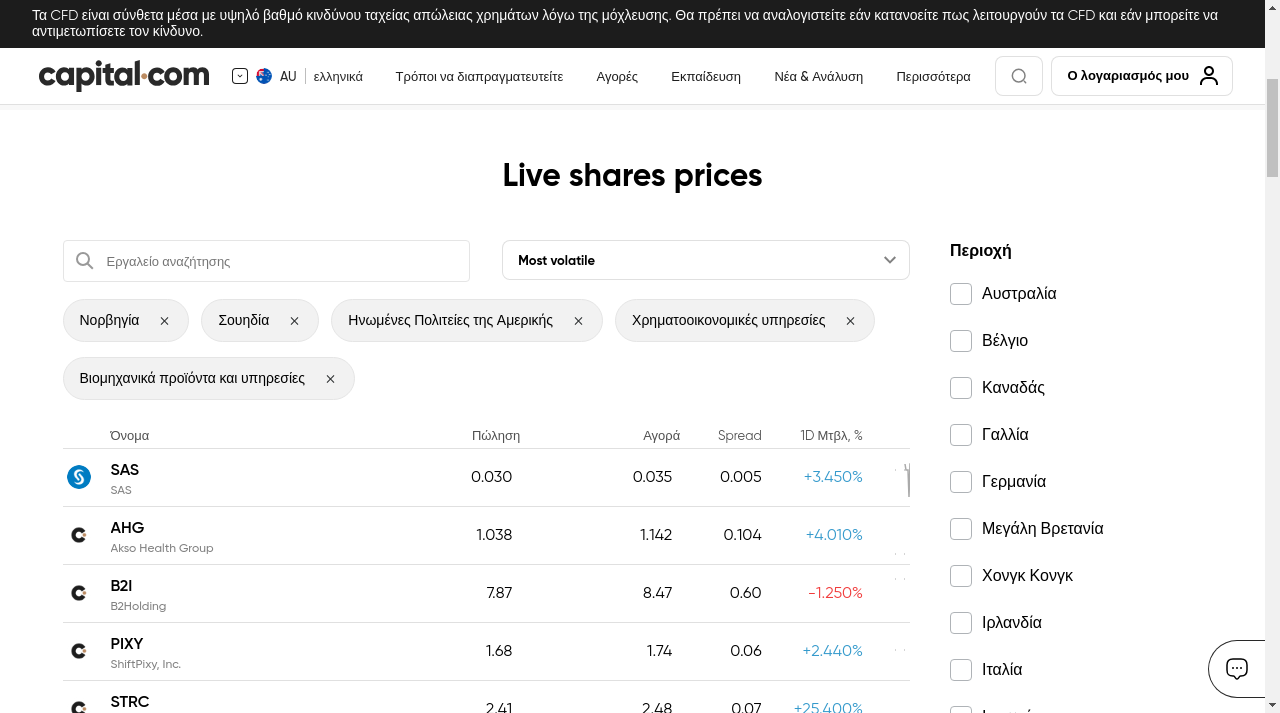 Τα CFD είναι σύνθετα μέσα με υψηλό βαθμό κινδύνου ταχείας απώλειας χρημάτων λόγω της μόχλευσης. Θα πρέπει να αναλογιστείτε εάν κατανοείτε πως λειτουργούν τα CFD και εάν μπορείτε να
αντιμετωπίσετε τον κίνδυνο.
capital.com AU ελληνικά Τρόποι να διαπραγματευτείτε Αγορές Εκπαίδευση Νέα & Ανάλυση Περισσότερα Ο λογαριασμός μου
Live shares prices
Εργαλείο αναζήτησης Most volatile
Νορβηγία Σουηδία Ηνωμένες Πολιτείες της Αμερικής Χρηματοοικονομικές υπηρεσίες
Βιομηχανικά προϊόντα και υπηρεσίες
Όνομα Πώληση Αγορά Spread 1D Μτβλ, %
SAS 0.030 0.035 0.005 +3.450%
SAS
AHG 1.038 1.142 0.104 +4.010%
Akso Health Group
B2I 7.87 8.47 0.60 -1.250%
B2Holding
PIXY 1.68 1.74 0.06 +2.440%
ShiftPixy, Inc.
STRC 2.41 2.48 0.07 +25.400%
Περιοχή
Αυστραλία
Βέλγιο
Καναδάς
Γαλλία
Γερμανία
Μεγάλη Βρετανία
Χονγκ Κονγκ
Ιρλανδία
Ιταλία